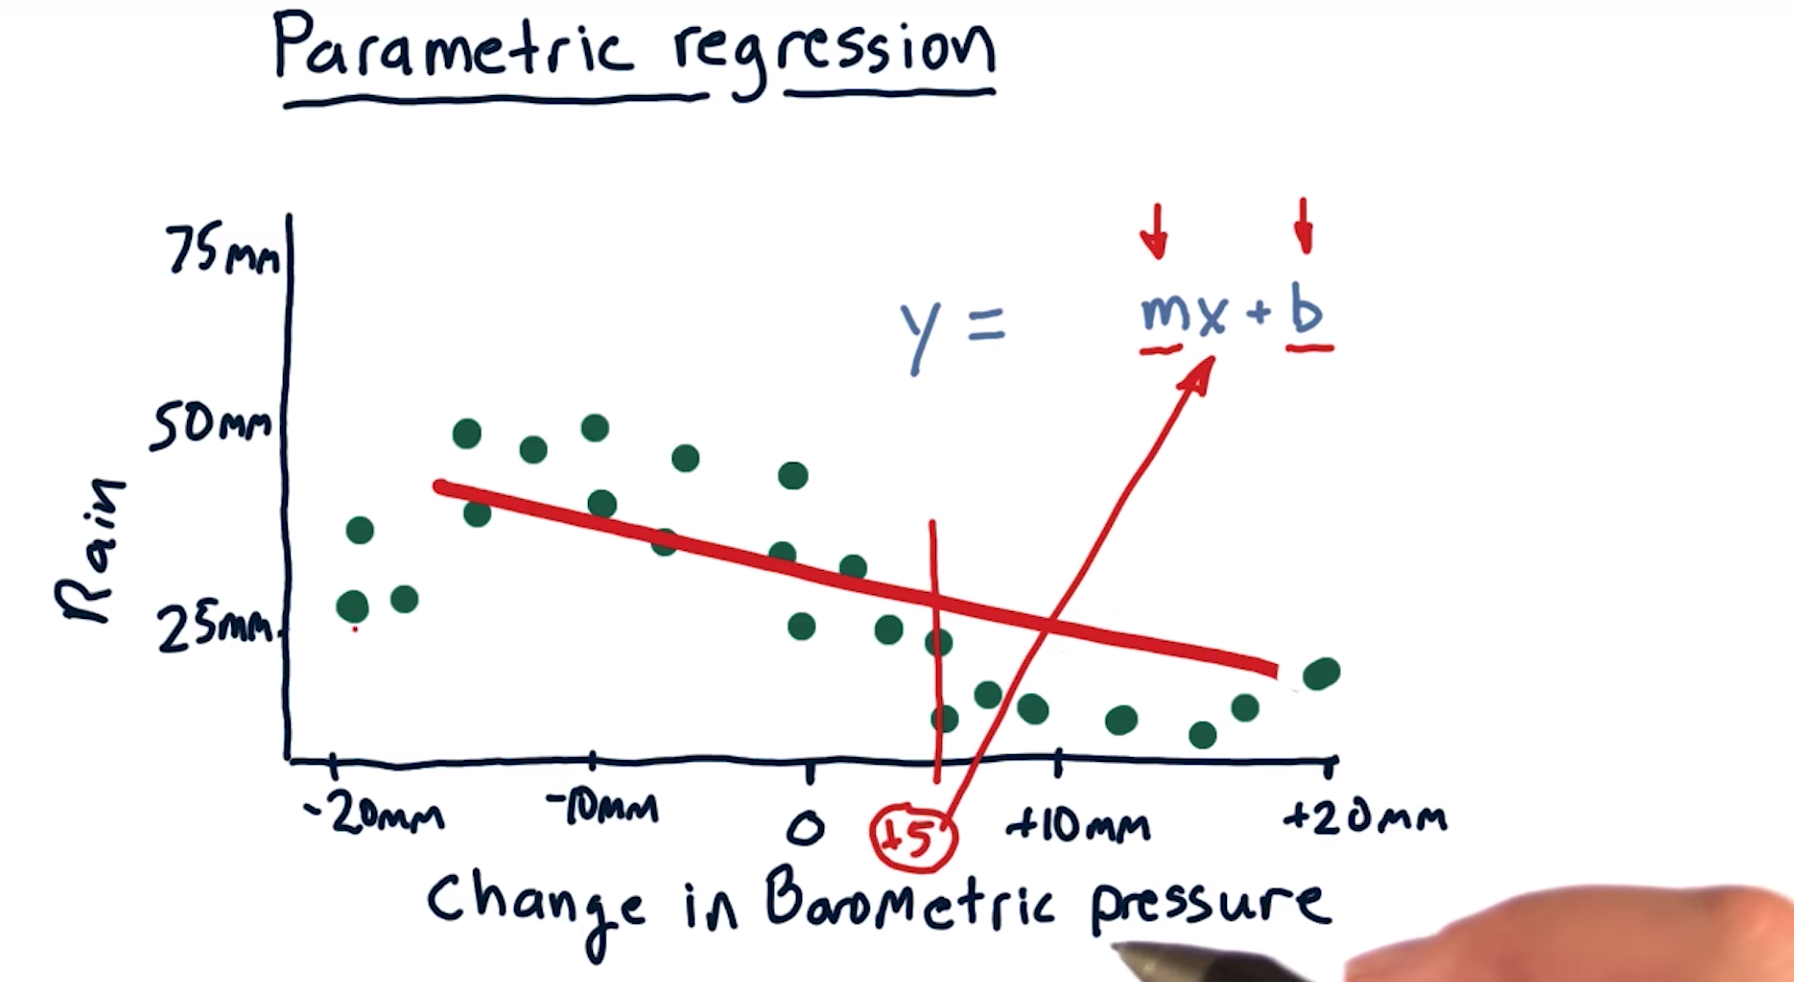 Parametric regression
75mm
y = mx + b
50mm
Rain
25mm
-20mm -10mm 0 +5 +10mm +20mm
Change in Barometric pressure